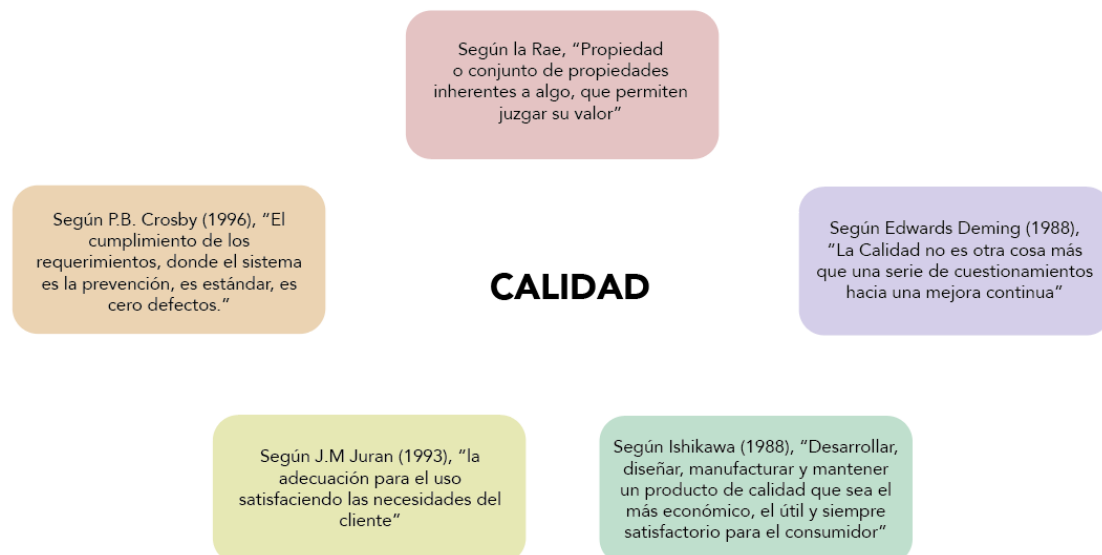 Según la Rae, “Propiedad
o conjunto de propiedades
inherentes a algo, que permiten
juzgar su valor”
Según P.B. Crosby (1996), “El
cumplimiento de los
requerimientos, donde el sistema
es la prevención, es estándar, es
cero defectos.”
CALIDAD
Según Edwards Deming (1988),
“La Calidad no es otra cosa más
que una serie de cuestionamientos
hacia una mejora continua”
Según J.M Juran (1993), “la
adecuación para el uso
satisfaciendo las necesidades del
cliente”
Según Ishikawa (1988), “Desarrollar,
diseñar, manufacturar y mantener
un producto de calidad que sea el
más económico, el útil y siempre
satisfactorio para el consumidor”